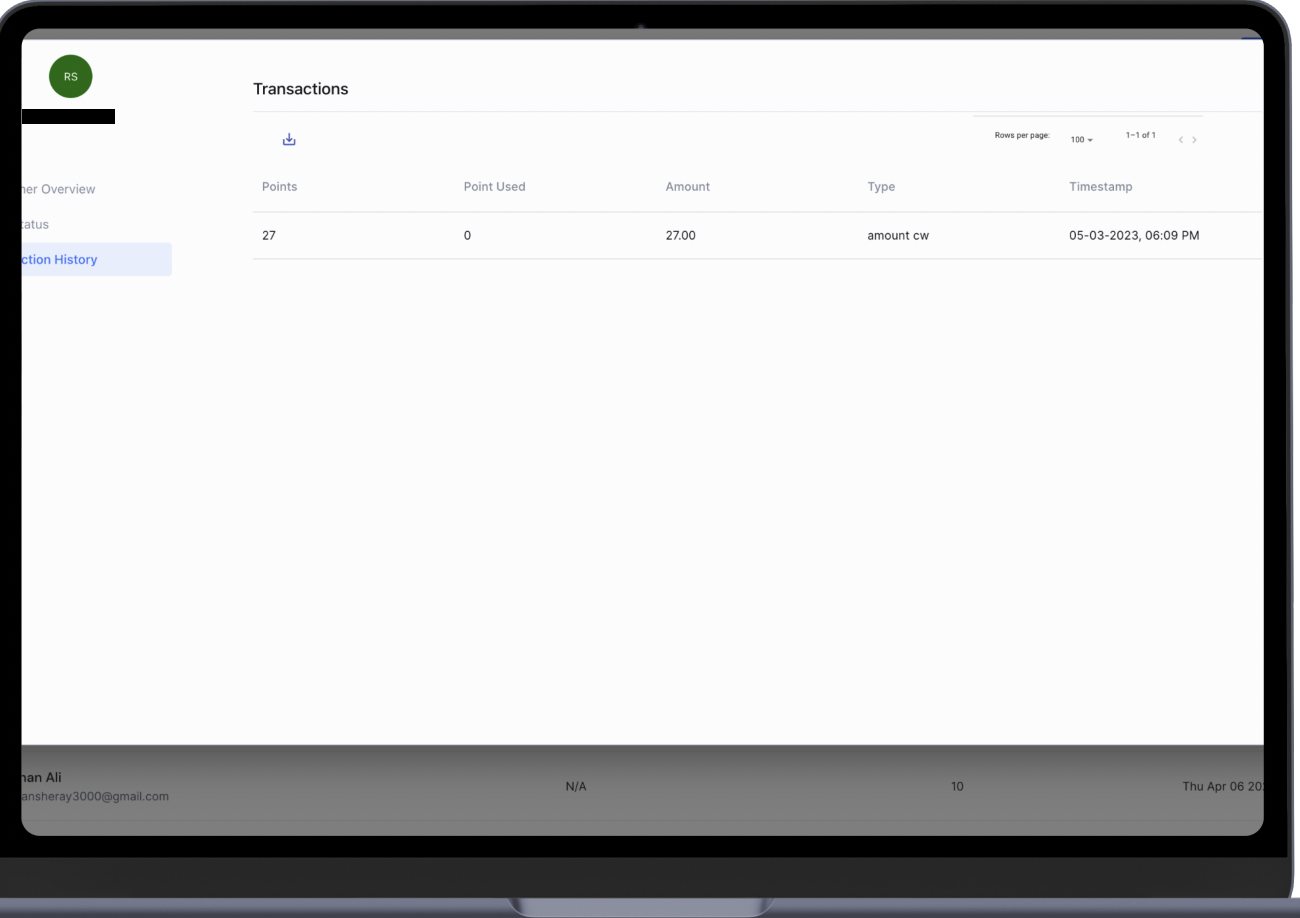 RS
Transactions
Rows per page: 100 1–1 of 1
Points Point Used Amount Type Timestamp
27 0 27.00 amount cw 05-03-2023, 06:09 PM
ner Overview
tatus
ction History
nan Ali
ansheray3000@gmail.com
N/A 10 Thu Apr 06 20